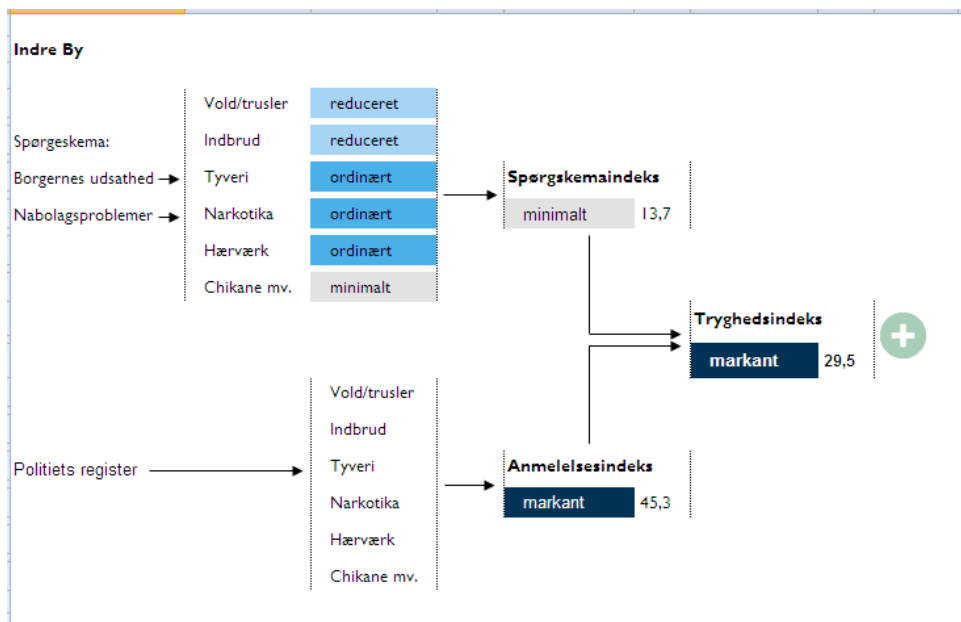 Indre By
Vold/trusler reduceret
Spørgeskema:
Indbrud reduceret
Borgernes udsathed
Tyveri ordinært
Spørgskemaindeks
Nabolagsproblemer
Narkotika ordinært
minimalt 13,7
Hærværk ordinært
Chikane mv. minimalt
Tryghedsindeks
markant 29,5
Vold/trusler
Indbrud
Politiets register
Tyveri
Anmelsesindeks
Narkotika
markant 45,3
Hærværk
Chikane mv.